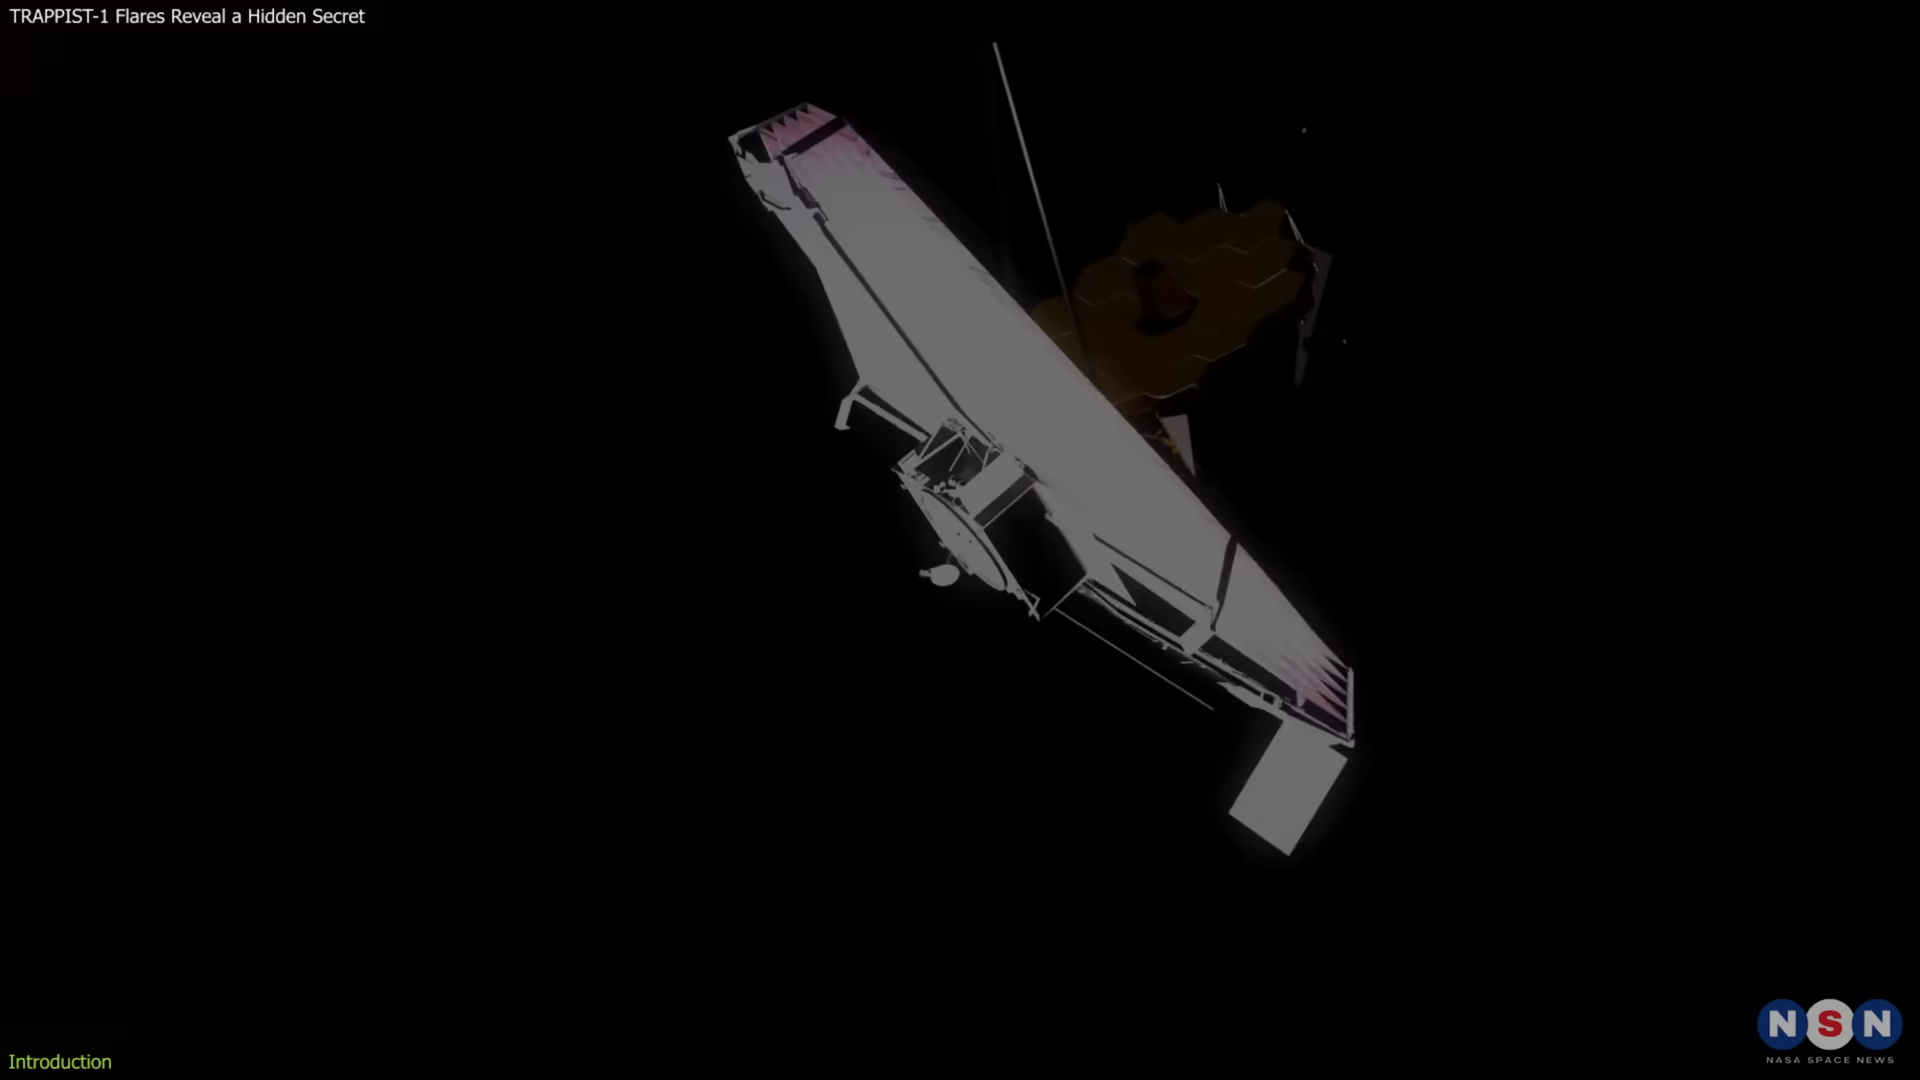 TRAPPIST-1 Flares Reveal a Hidden Secret
NSN
NASA SPACE NEWS
Introduction